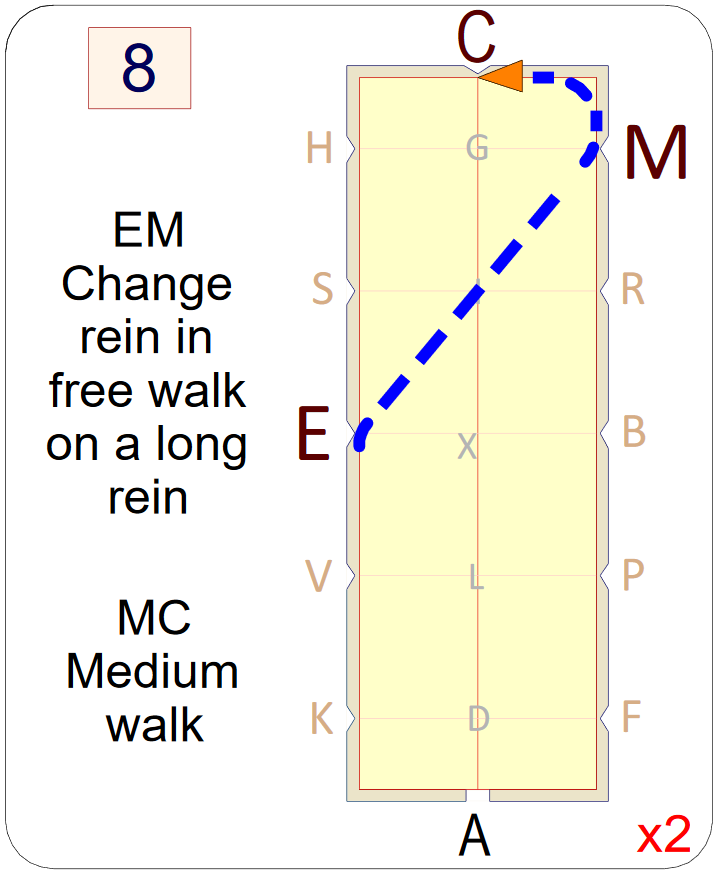 8
EM
Change
rein in
free walk
on a long
rein
MC
Medium
walk
C
H G M
S I R
E X B
V L P
K D F
A
x2